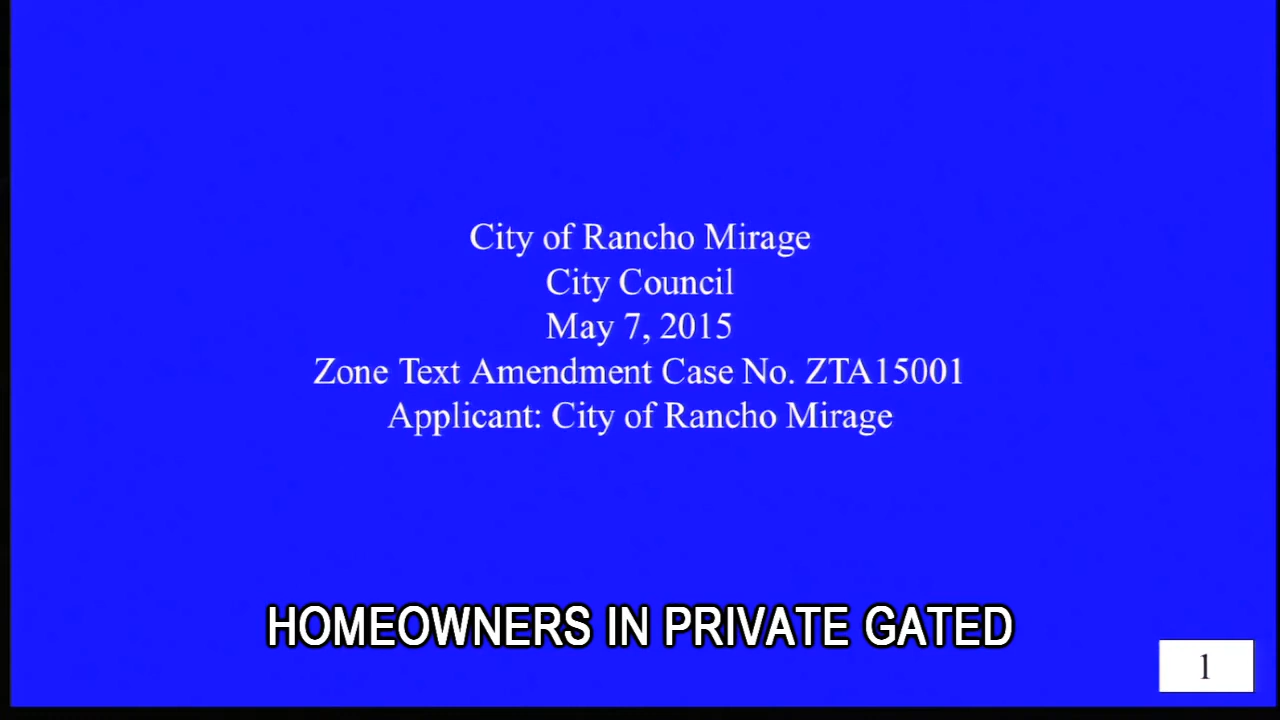 City of Rancho Mirage
City Council
May 7, 2015
Zone Text Amendment Case No. ZTA15001
Applicant: City of Rancho Mirage
HOMEOWNERS IN PRIVATE GATED
1